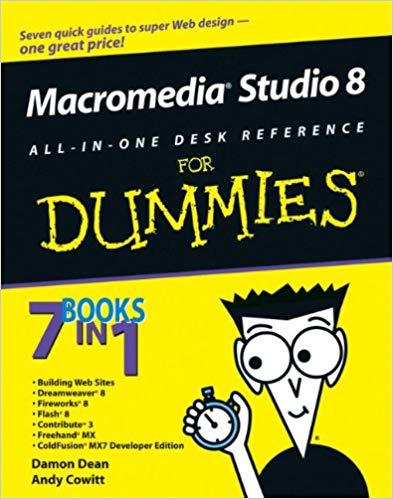 Seven quick guides to super Web design —
one great price!
Macromedia® Studio 8
ALL-IN-ONE DESK REFERENCE
FOR
DUMMIES®
7 BOOKS
IN 1
• Building Web Sites
• Dreamweaver® 8
• Fireworks® 8
• Flash® 8
• Contribute™ 3
• Freehand® MX
• ColdFusion® MX7 Developer Edition
Damon Dean
Andy Cowitt